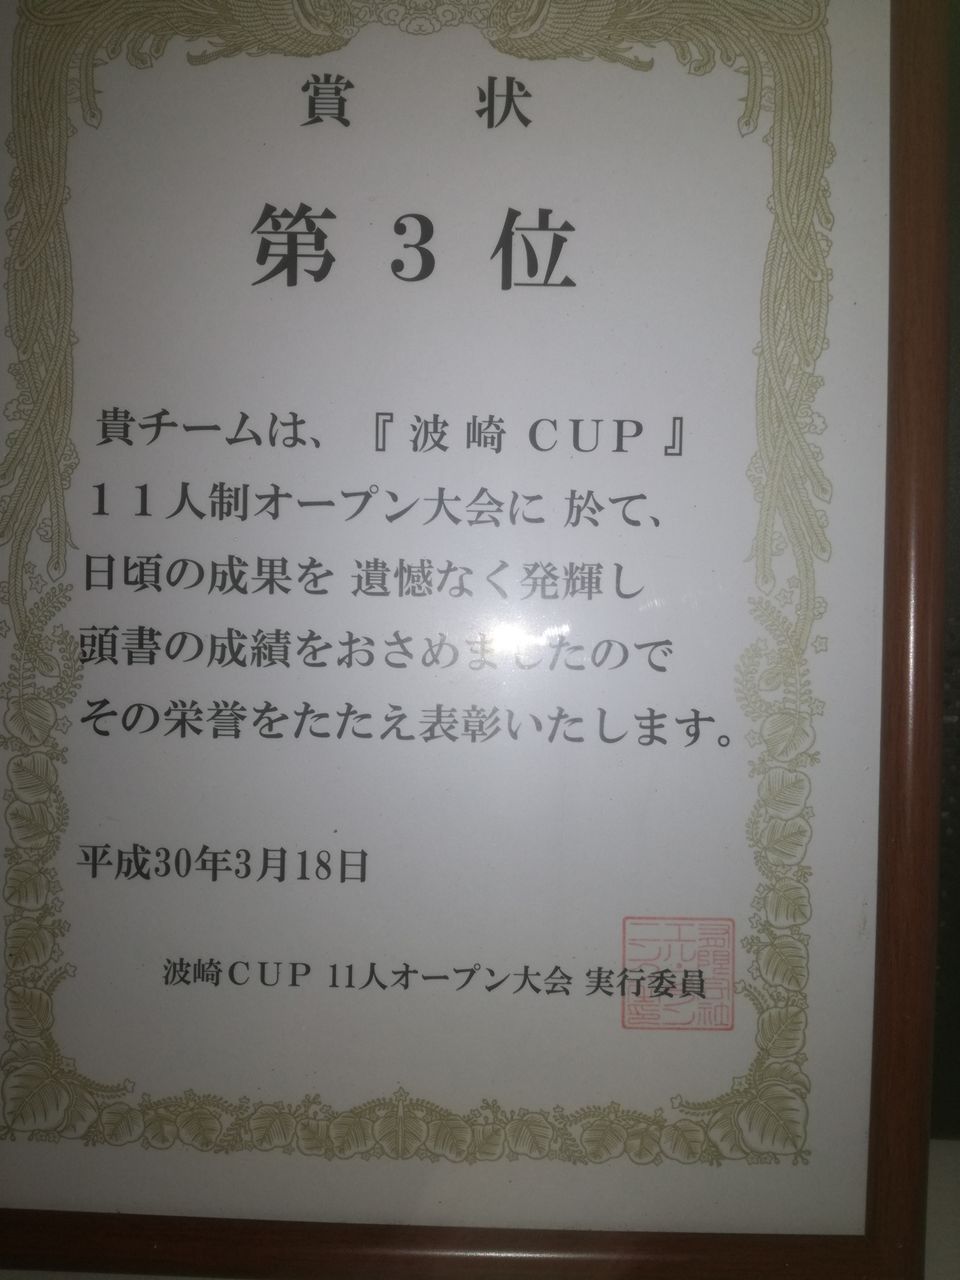 賞状
第3位
貴チームは、『波崎CUP』
11人制オープン大会に於て、
日頃の成果を遺憾なく発輝し
頭書の成績をおさめましたので
その栄誉をたたえ表彰いたします。
平成30年3月18日
波崎CUP 11人オープン大会 実行委員